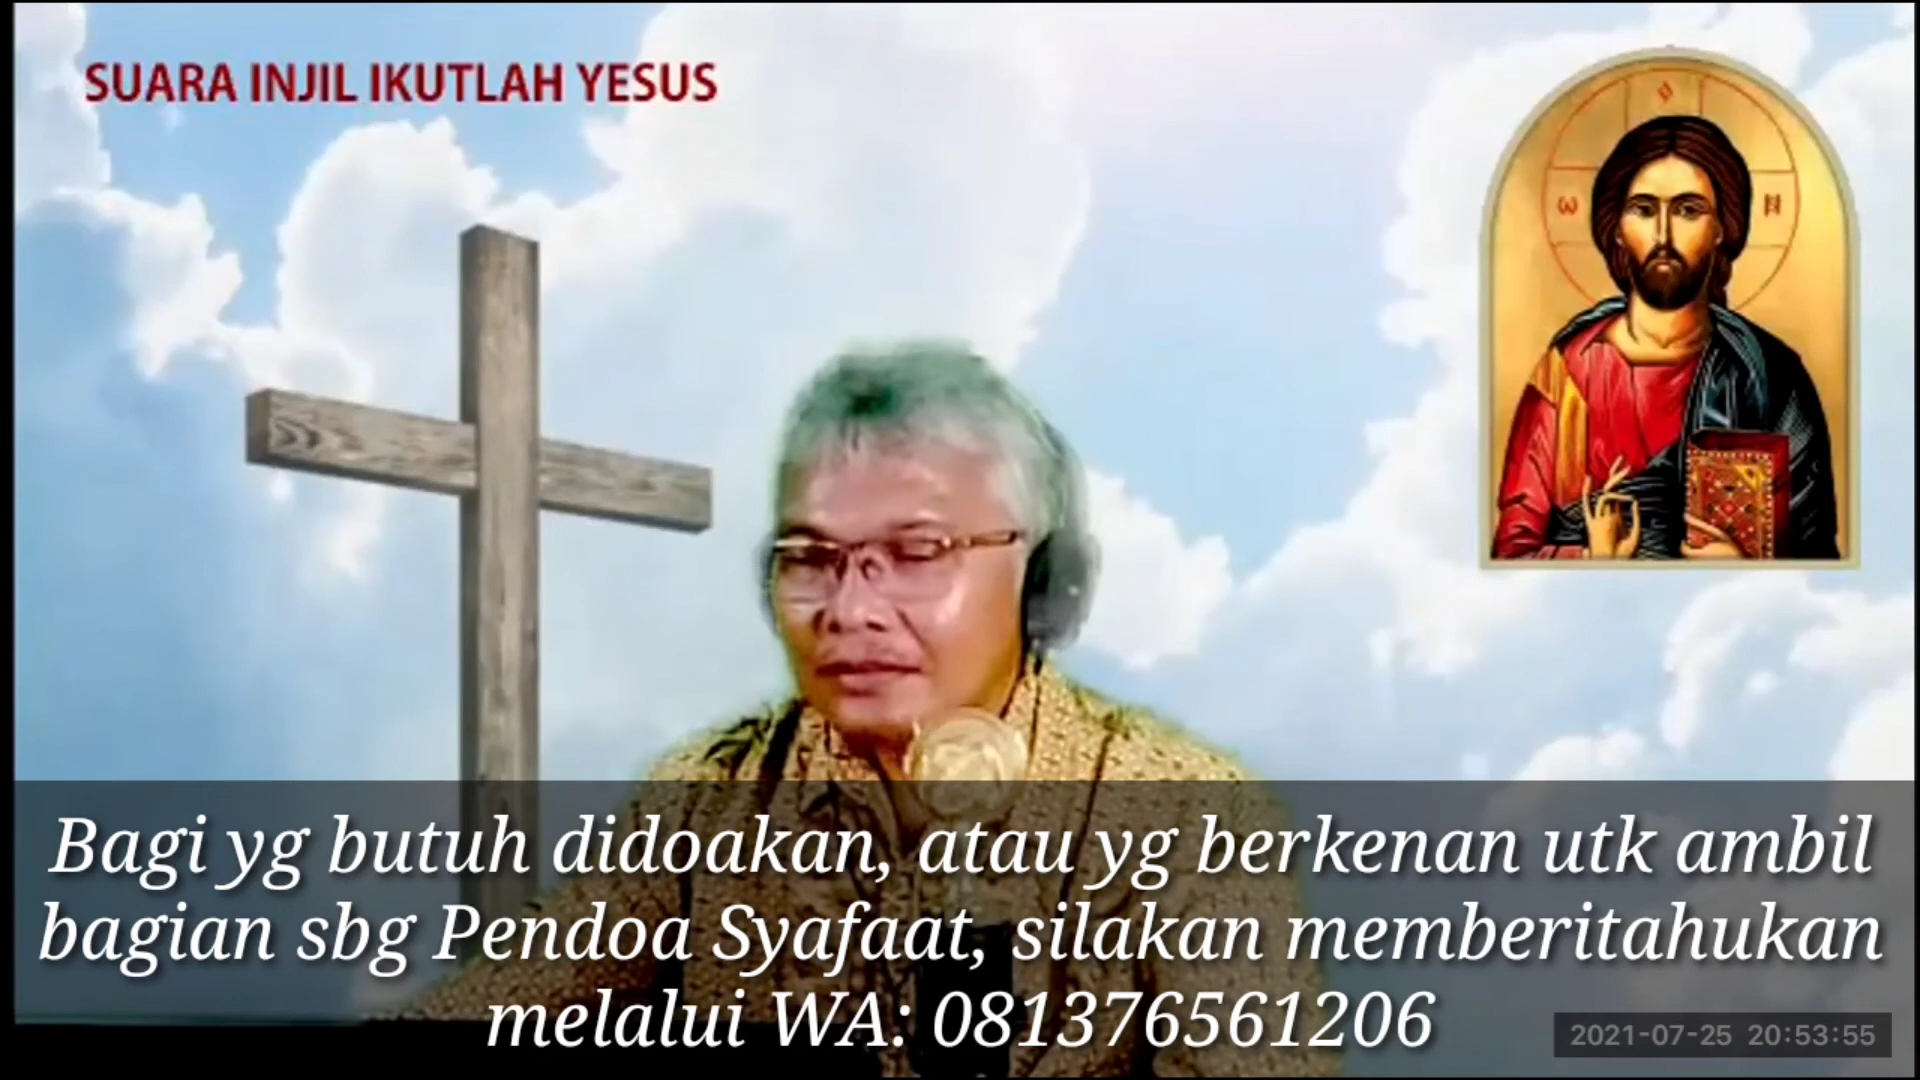 SUARA INJIL IKUTLAH YESUS
ω
Bagi yg butuh didoakan, atau yg berkenan utk ambil
bagian sbg Pendoa Syafaat, silakan memberitahukan
melalui WA: 081376561206
2021-07-25 20:53:55